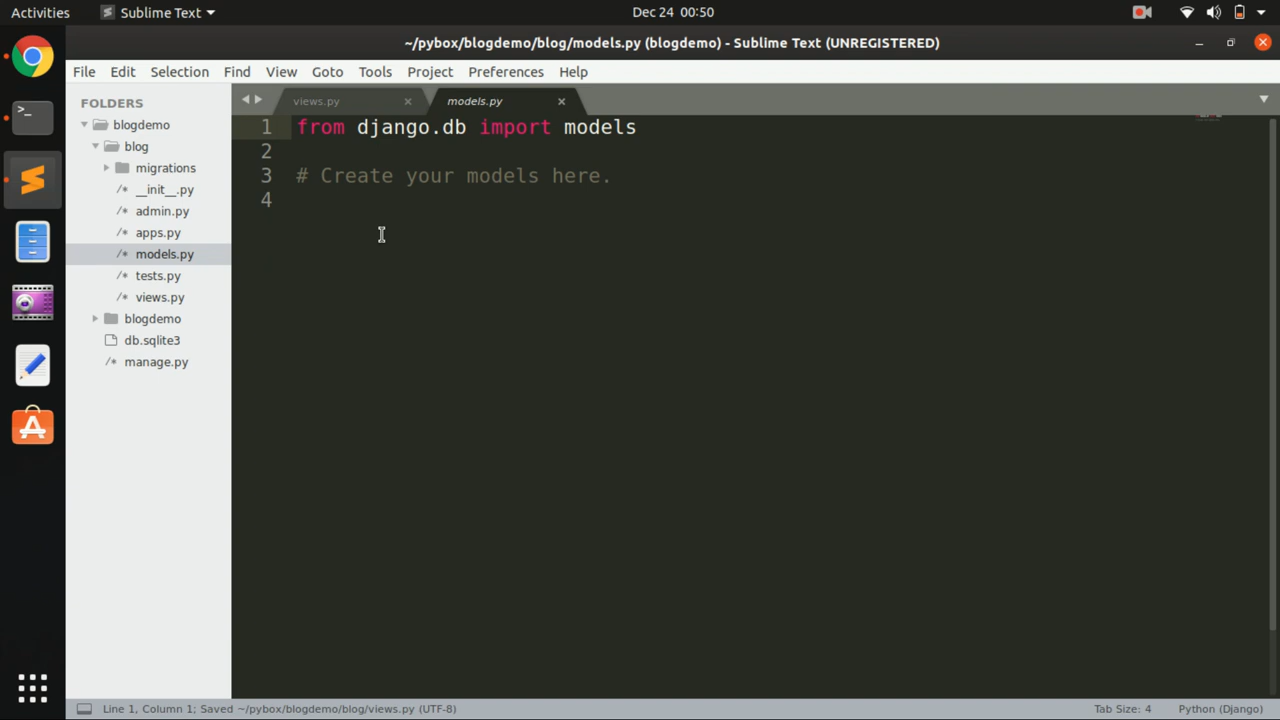 Activities
Sublime Text
Dec 24 00:50
~/pybox/blogdemo/blog/models.py (blogdemo) - Sublime Text (UNREGISTERED)
File Edit Selection Find View Goto Tools Project Preferences Help
FOLDERS
blogdemo
blog
migrations
__init__.py
admin.py
apps.py
models.py
tests.py
views.py
blogdemo
db.sqlite3
manage.py
views.py
models.py
1 from django.db import models
2
3 # Create your models here.
4
Line 1, Column 1; Saved ~/pybox/blogdemo/blog/views.py (UTF-8)
Tab Size: 4
Python (Django)